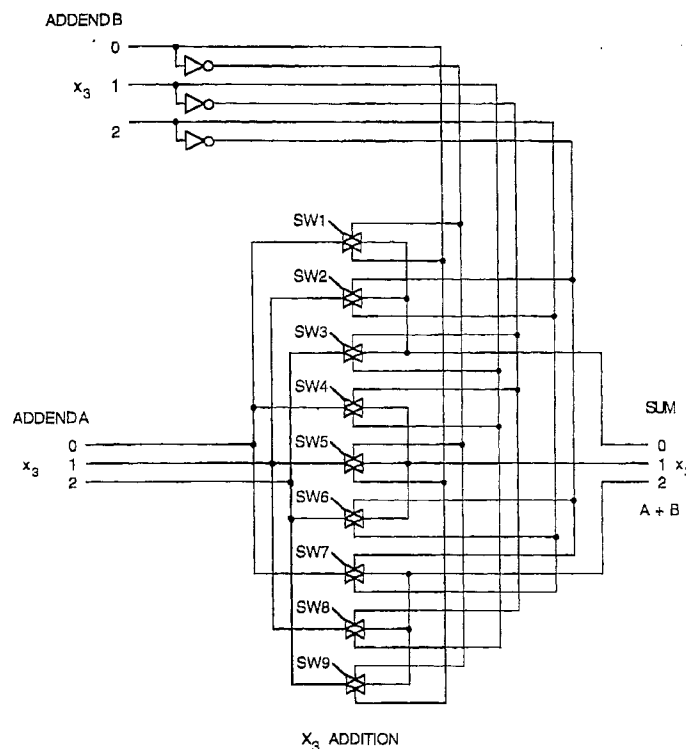 ADDEND B
0
x₃ 1
2
SW1
SW2
SW3
SW4
ADDEND A
SUM
0
0
SW5
x₃ 1
1 x
2
2
SW6
A + B
SW7
SW8
SW9
X₃ ADDITION